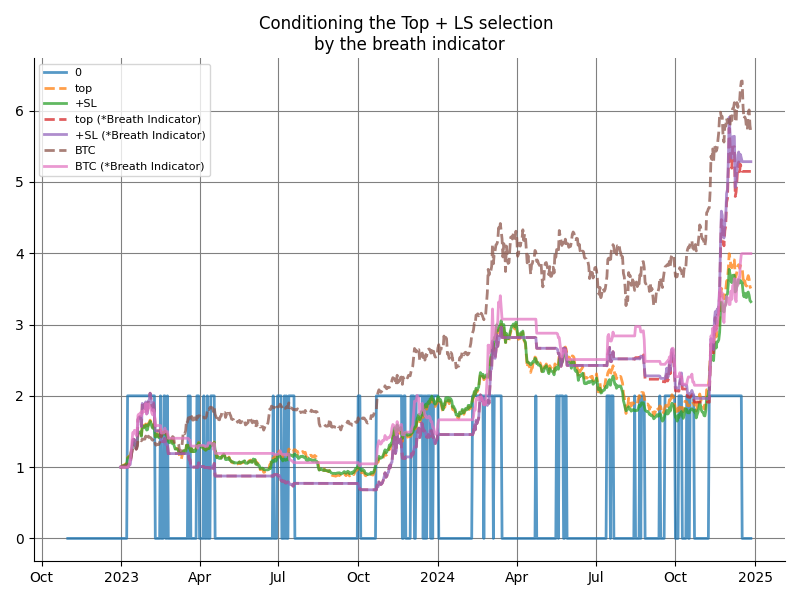 Conditioning the Top + LS selection
by the breath indicator
0
top
+SL
top (*Breath Indicator)
+SL (*Breath Indicator)
BTC
BTC (*Breath Indicator)
6
5
4
3
2
1
0
Oct
2023
Apr
Jul
Oct
2024
Apr
Jul
Oct
2025